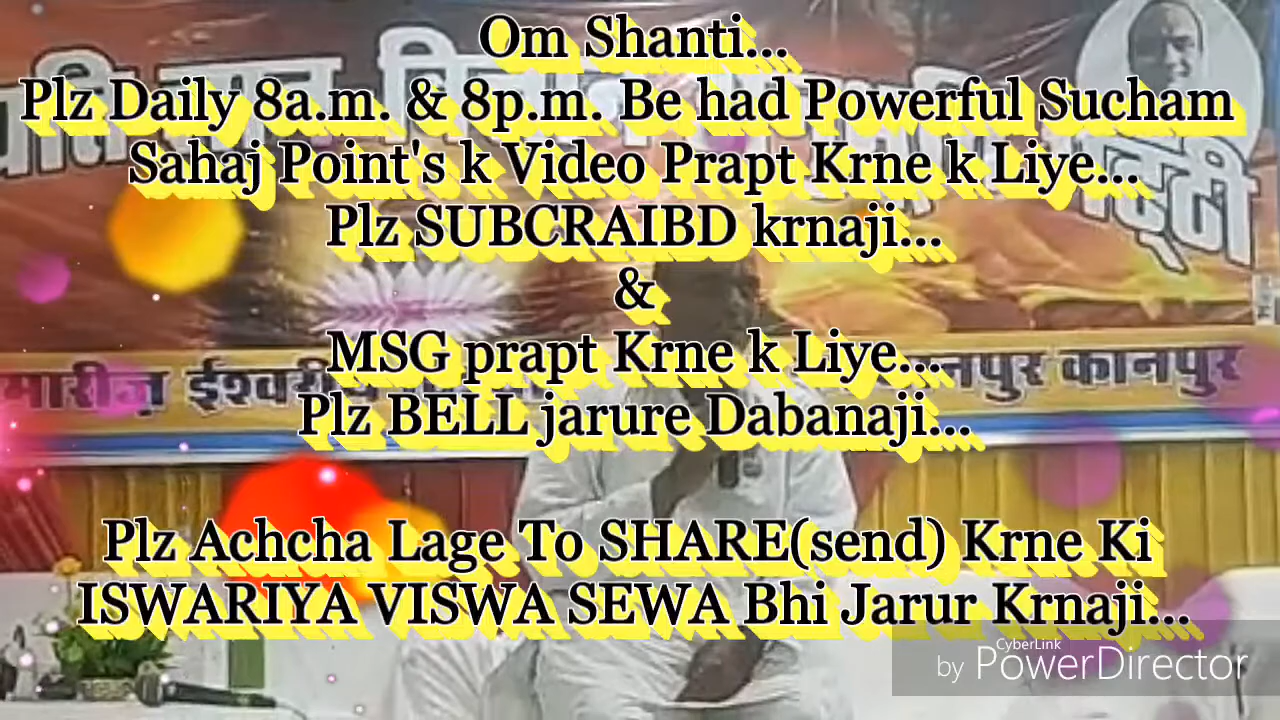 Om Shanti...
Plz Daily 8a.m. & 8p.m. Be had Powerful Sucham
Sahaj Point's k Video Prapt Krne k Liye...
Plz SUBCRAIBD krnaji...
&
MSG prapt Krne k Liye...
Plz BELL jarure Dabanaji...
Plz Achcha Lage To SHARE(send) Krne Ki
ISWARIYA VISWA SEWA Bhi Jarur Krnaji...
कानपुर
CyberLink
by PowerDirector